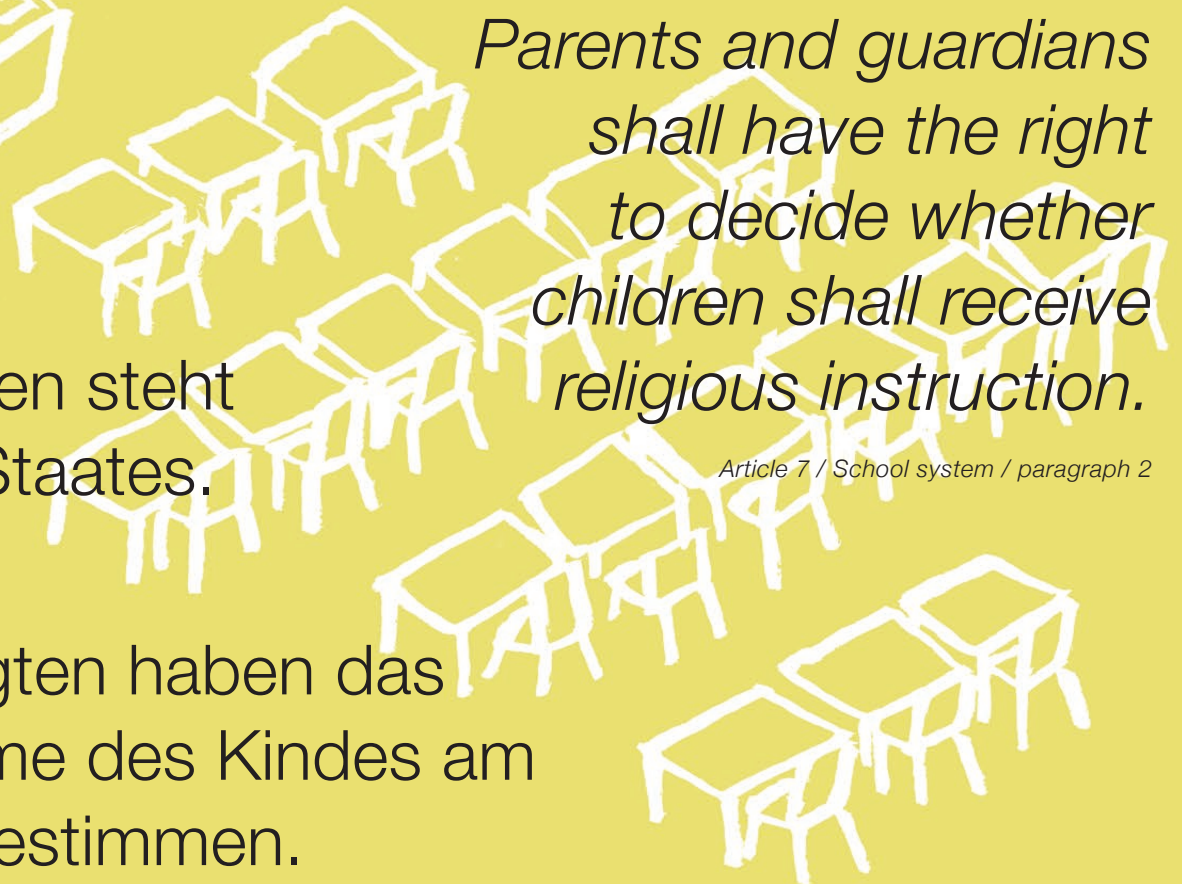 Parents and guardians
shall have the right
to decide whether
children shall receive
religious instruction.
Article 7 / School system / paragraph 2
en steht
Staates.
gten haben das
me des Kindes am
estimmen.